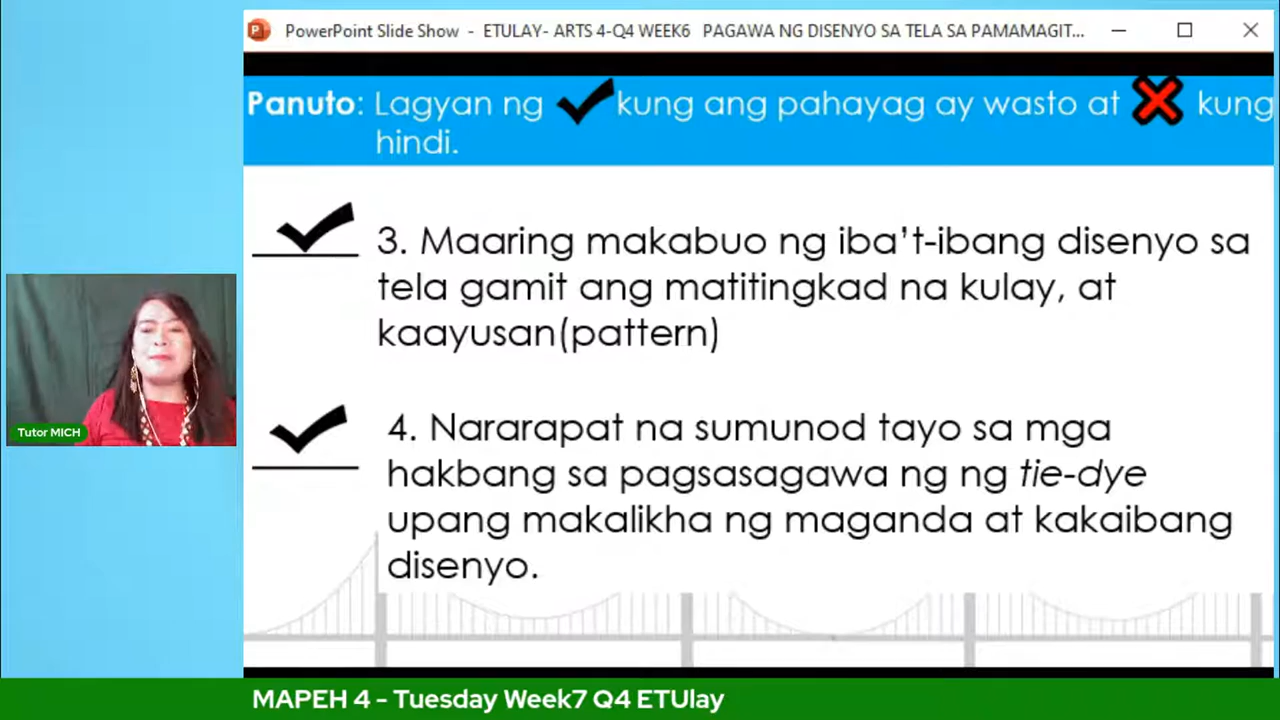 PowerPoint Slide Show - ETULAY- ARTS 4-Q4 WEEK6 PAGAWA NG DISENYO SA TELA SA PAMAMAGIT...
Panuto: Lagyan ng ✔ kung ang pahayag ay wasto at ❌ kung
hindi.
3. Maaring makabuo ng iba't-ibang disenyo sa
tela gamit ang matitingkad na kulay, at
kaayusan(pattern)
4. Nararapat na sumunod tayo sa mga
hakbang sa pagsasagawa ng ng tie-dye
upang makalikha ng maganda at kakaibang
disenyo.
Tutor MICH
MAPEH 4 - Tuesday Week7 Q4 ETUlay